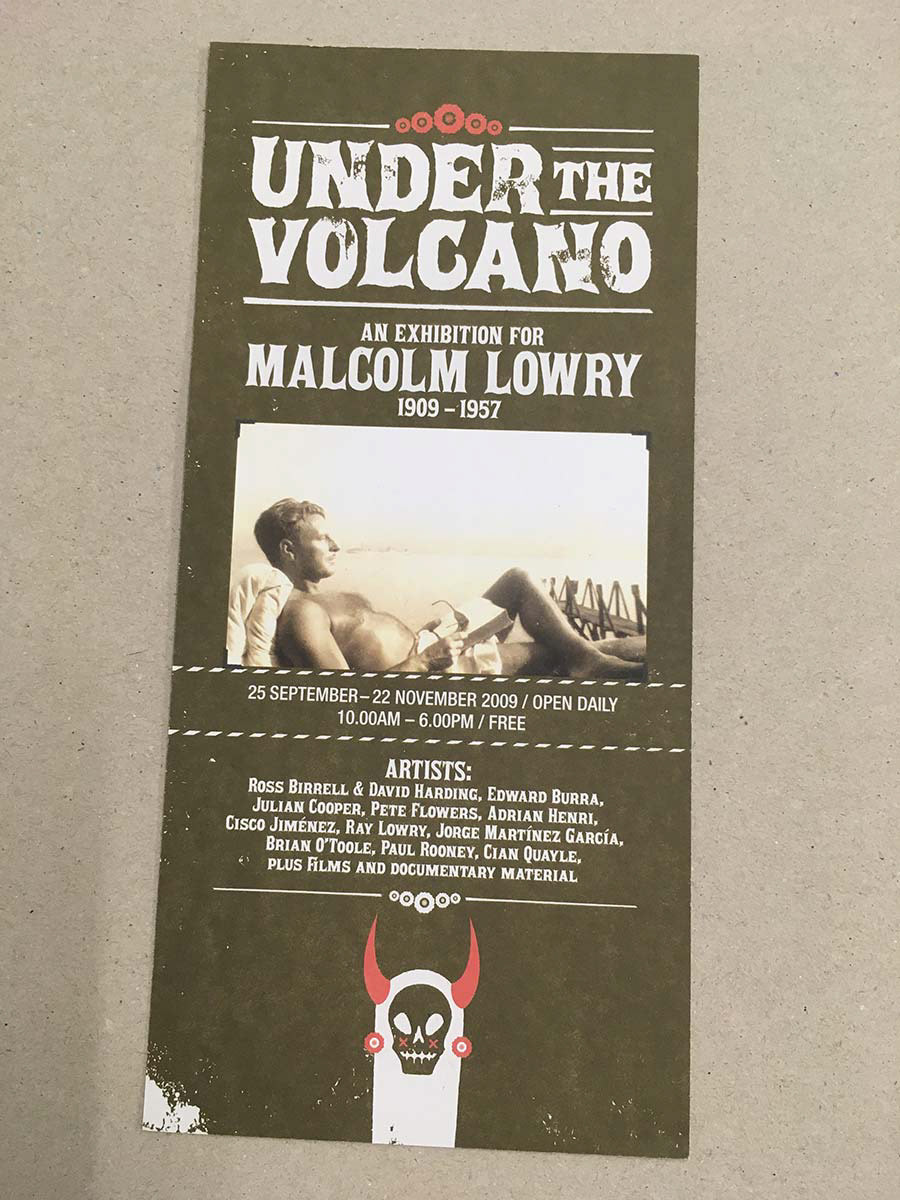 UNDER THE
VOLCANO
AN EXHIBITION FOR
MALCOLM LOWRY
1909 – 1957
25 SEPTEMBER – 22 NOVEMBER 2009 / OPEN DAILY
10.00AM – 6.00PM / FREE
ARTISTS:
ROSS BIRRELL & DAVID HARDING, EDWARD BURRA,
JULIAN COOPER, PETE FLOWERS, ADRIAN HENRI,
CISCO JIMÉNEZ, RAY LOWRY, JORGE MARTÍNEZ GARCÍA,
BRIAN O'TOOLE, PAUL ROONEY, CIAN QUAYLE,
PLUS FILMS AND DOCUMENTARY MATERIAL